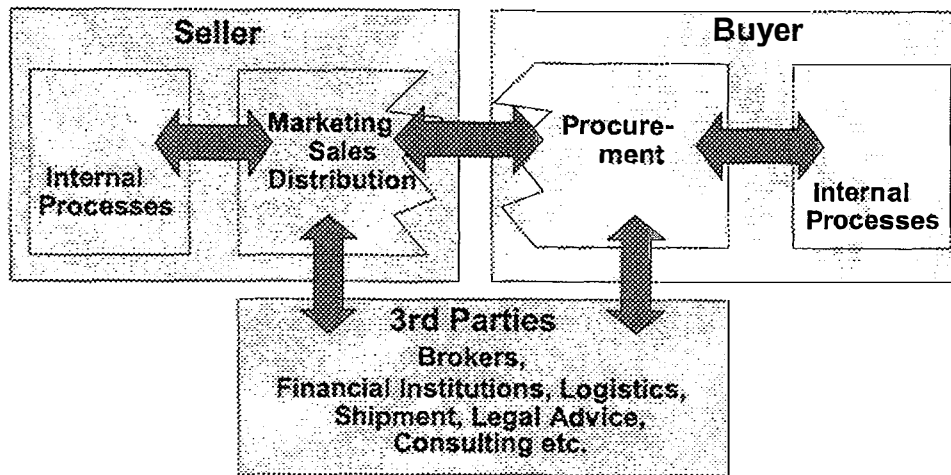 Seller
Internal
Processes
Marketing
Sales
Distribution
Buyer
Procure-
ment
Internal
Processes
3rd Parties
Brokers,
Financial Institutions, Logistics,
Shipment, Legal Advice,
Consulting etc.